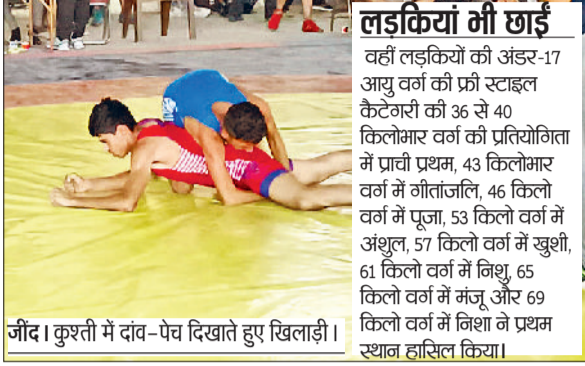 लड़कियां भी छाईं
वहीं लड़कियों की अंडर-17
आयु वर्ग की फ्री स्टाइल
कैटेगरी की 36 से 40
किलोभार वर्ग की प्रतियोगिता
में प्राची प्रथम, 43 किलोभार
वर्ग में गीतांजलि, 46 किलो
वर्ग में पूजा, 53 किलो वर्ग में
अंशुल, 57 किलो वर्ग में खुशी,
61 किलो वर्ग में निशु, 65
किलो वर्ग में मंजू और 69
किलो वर्ग में निशा ने प्रथम
स्थान हासिल किया।
जींद। कुश्ती में दांव-पेच दिखाते हुए खिलाड़ी।